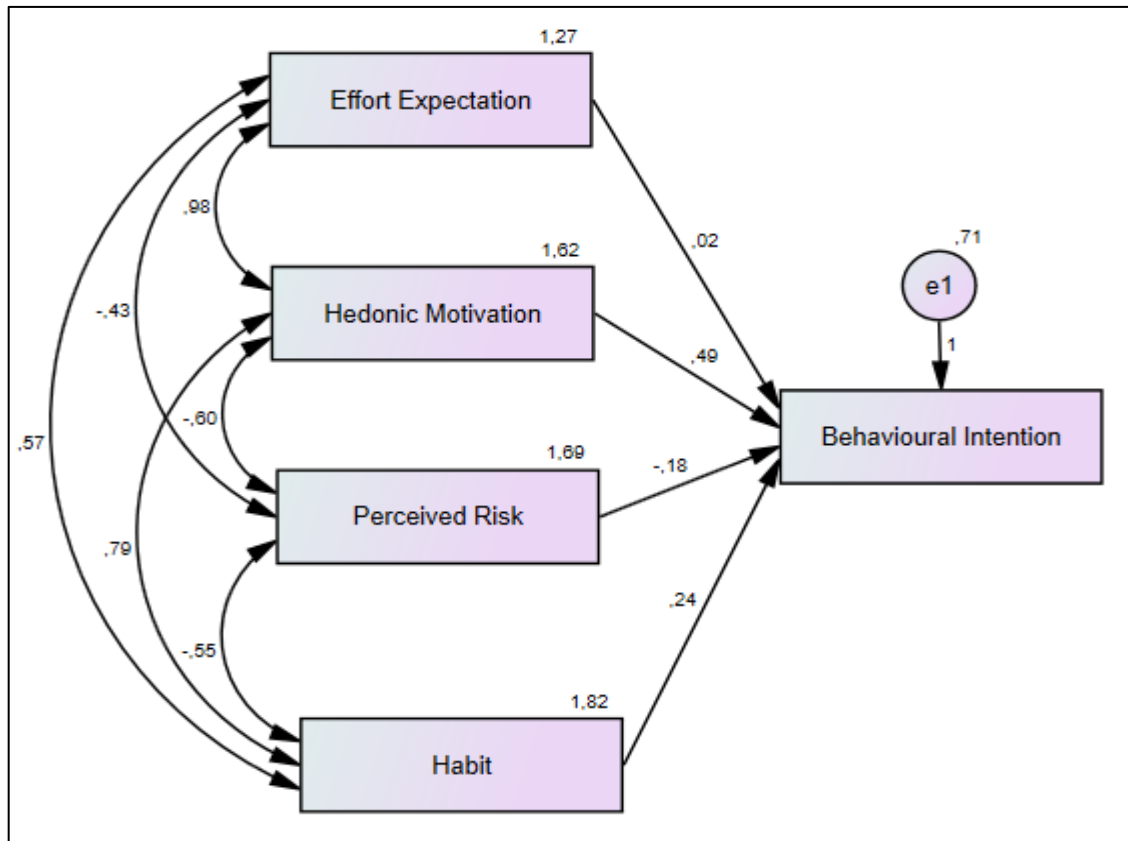 1,27
Effort Expectation
,98
,02
,71
e1
1
1,62
Hedonic Motivation
-,43
,49
Behavioural Intention
-,60
,57
1,69
-,18
Perceived Risk
,79
,24
-,55
1,82
Habit